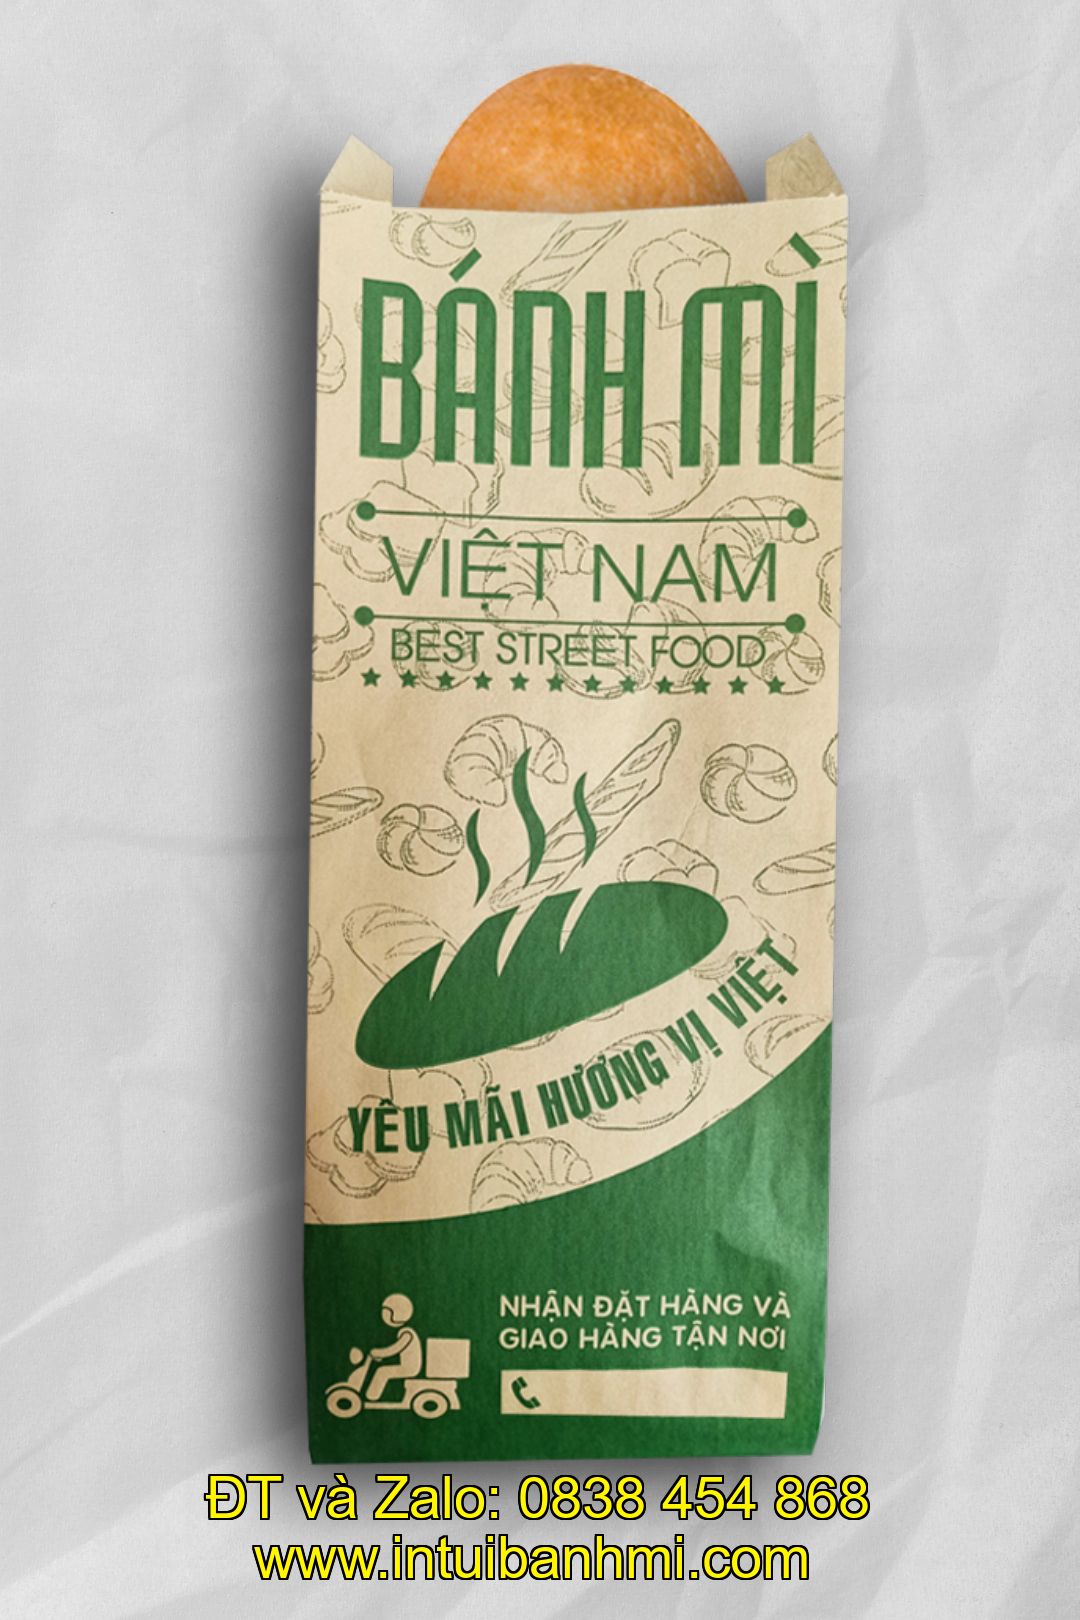 BÁNH MÌ
VIỆT NAM
BEST STREET FOOD
YÊU MÃI HƯƠNG VỊ VIỆT
NHẬN ĐẶT HÀNG VÀ
GIAO HÀNG TẬN NƠI
ĐT và Zalo: 0838 454 868
www.intuibanhmi.com